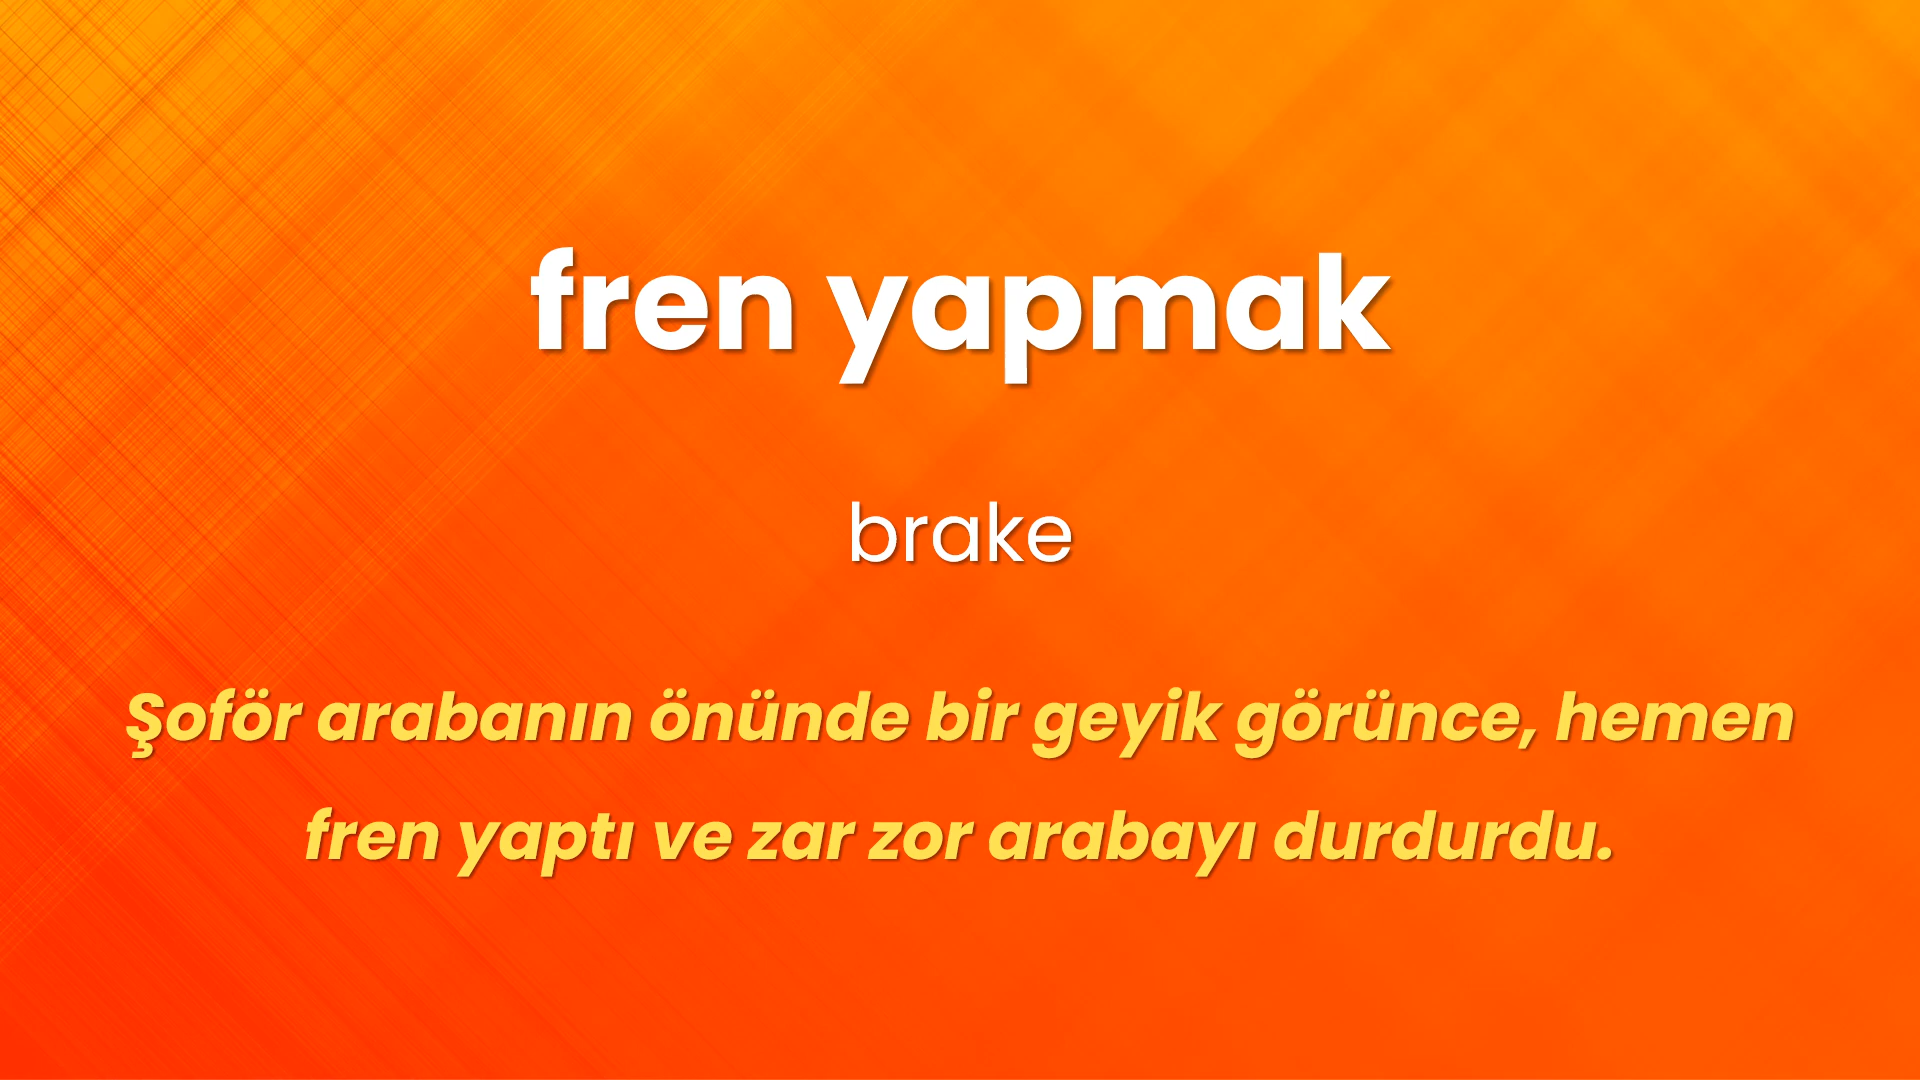 fren yapmak
brake
Şoför arabanın önünde bir geyik görünce, hemen
fren yaptı ve zar zor arabayı durdurdu.